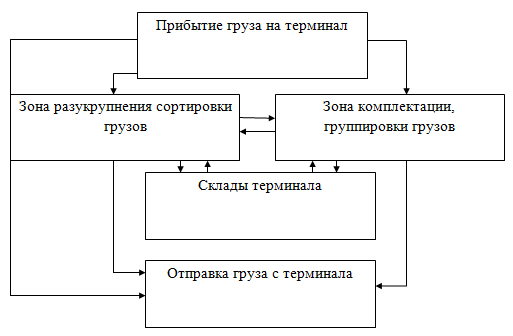 Прибытие груза на терминал
Зона разукрупнения сортировки
грузов
Зона комплектации,
группировки грузов
Склады терминала
Отправка груза с терминала